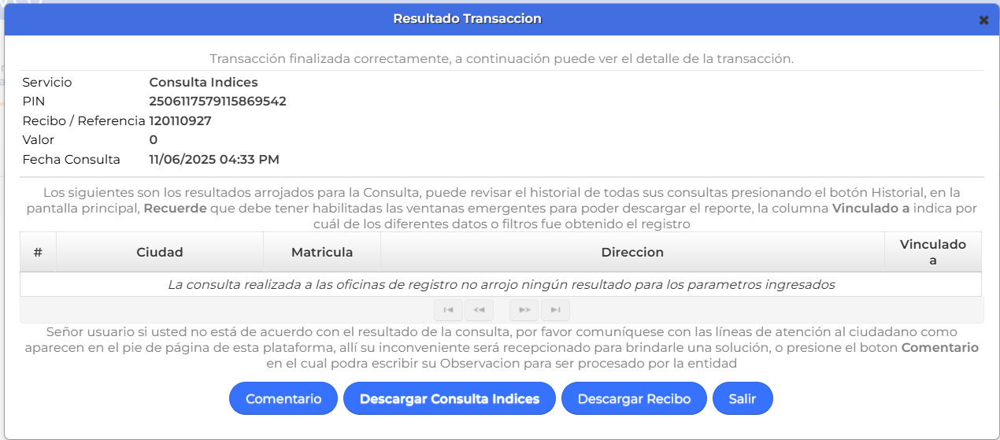 Resultado Transaccion
Transacción finalizada correctamente, a continuación puede ver el detalle de la transacción.
Servicio Consulta Indices
PIN 2506117579115869542
Recibo / Referencia 120110927
Valor 0
Fecha Consulta 11/06/2025 04:33 PM
Los siguientes son los resultados arrojados para la Consulta, puede revisar el historial de todas sus consultas presionando el botón Historial, en la
pantalla principal, Recuerde que debe tener habilitadas las ventanas emergentes para poder descargar el reporte, la columna Vinculado a indica por
cuál de los diferentes datos o filtros fue obtenido el registro
# Ciudad Matricula Direccion Vinculado a
La consulta realizada a las oficinas de registro no arrojo ningún resultado para los parametros ingresados
Señor usuario si usted no está de acuerdo con el resultado de la consulta, por favor comuníquese con las líneas de atención al ciudadano como
aparecen en el pie de página de esta plataforma, allí su inconveniente será recepcionado para brindarle una solución, o presione el boton Comentario
en el cual podra escribir su Observacion para ser procesado por la entidad
Comentario Descargar Consulta Indices Descargar Recibo Salir